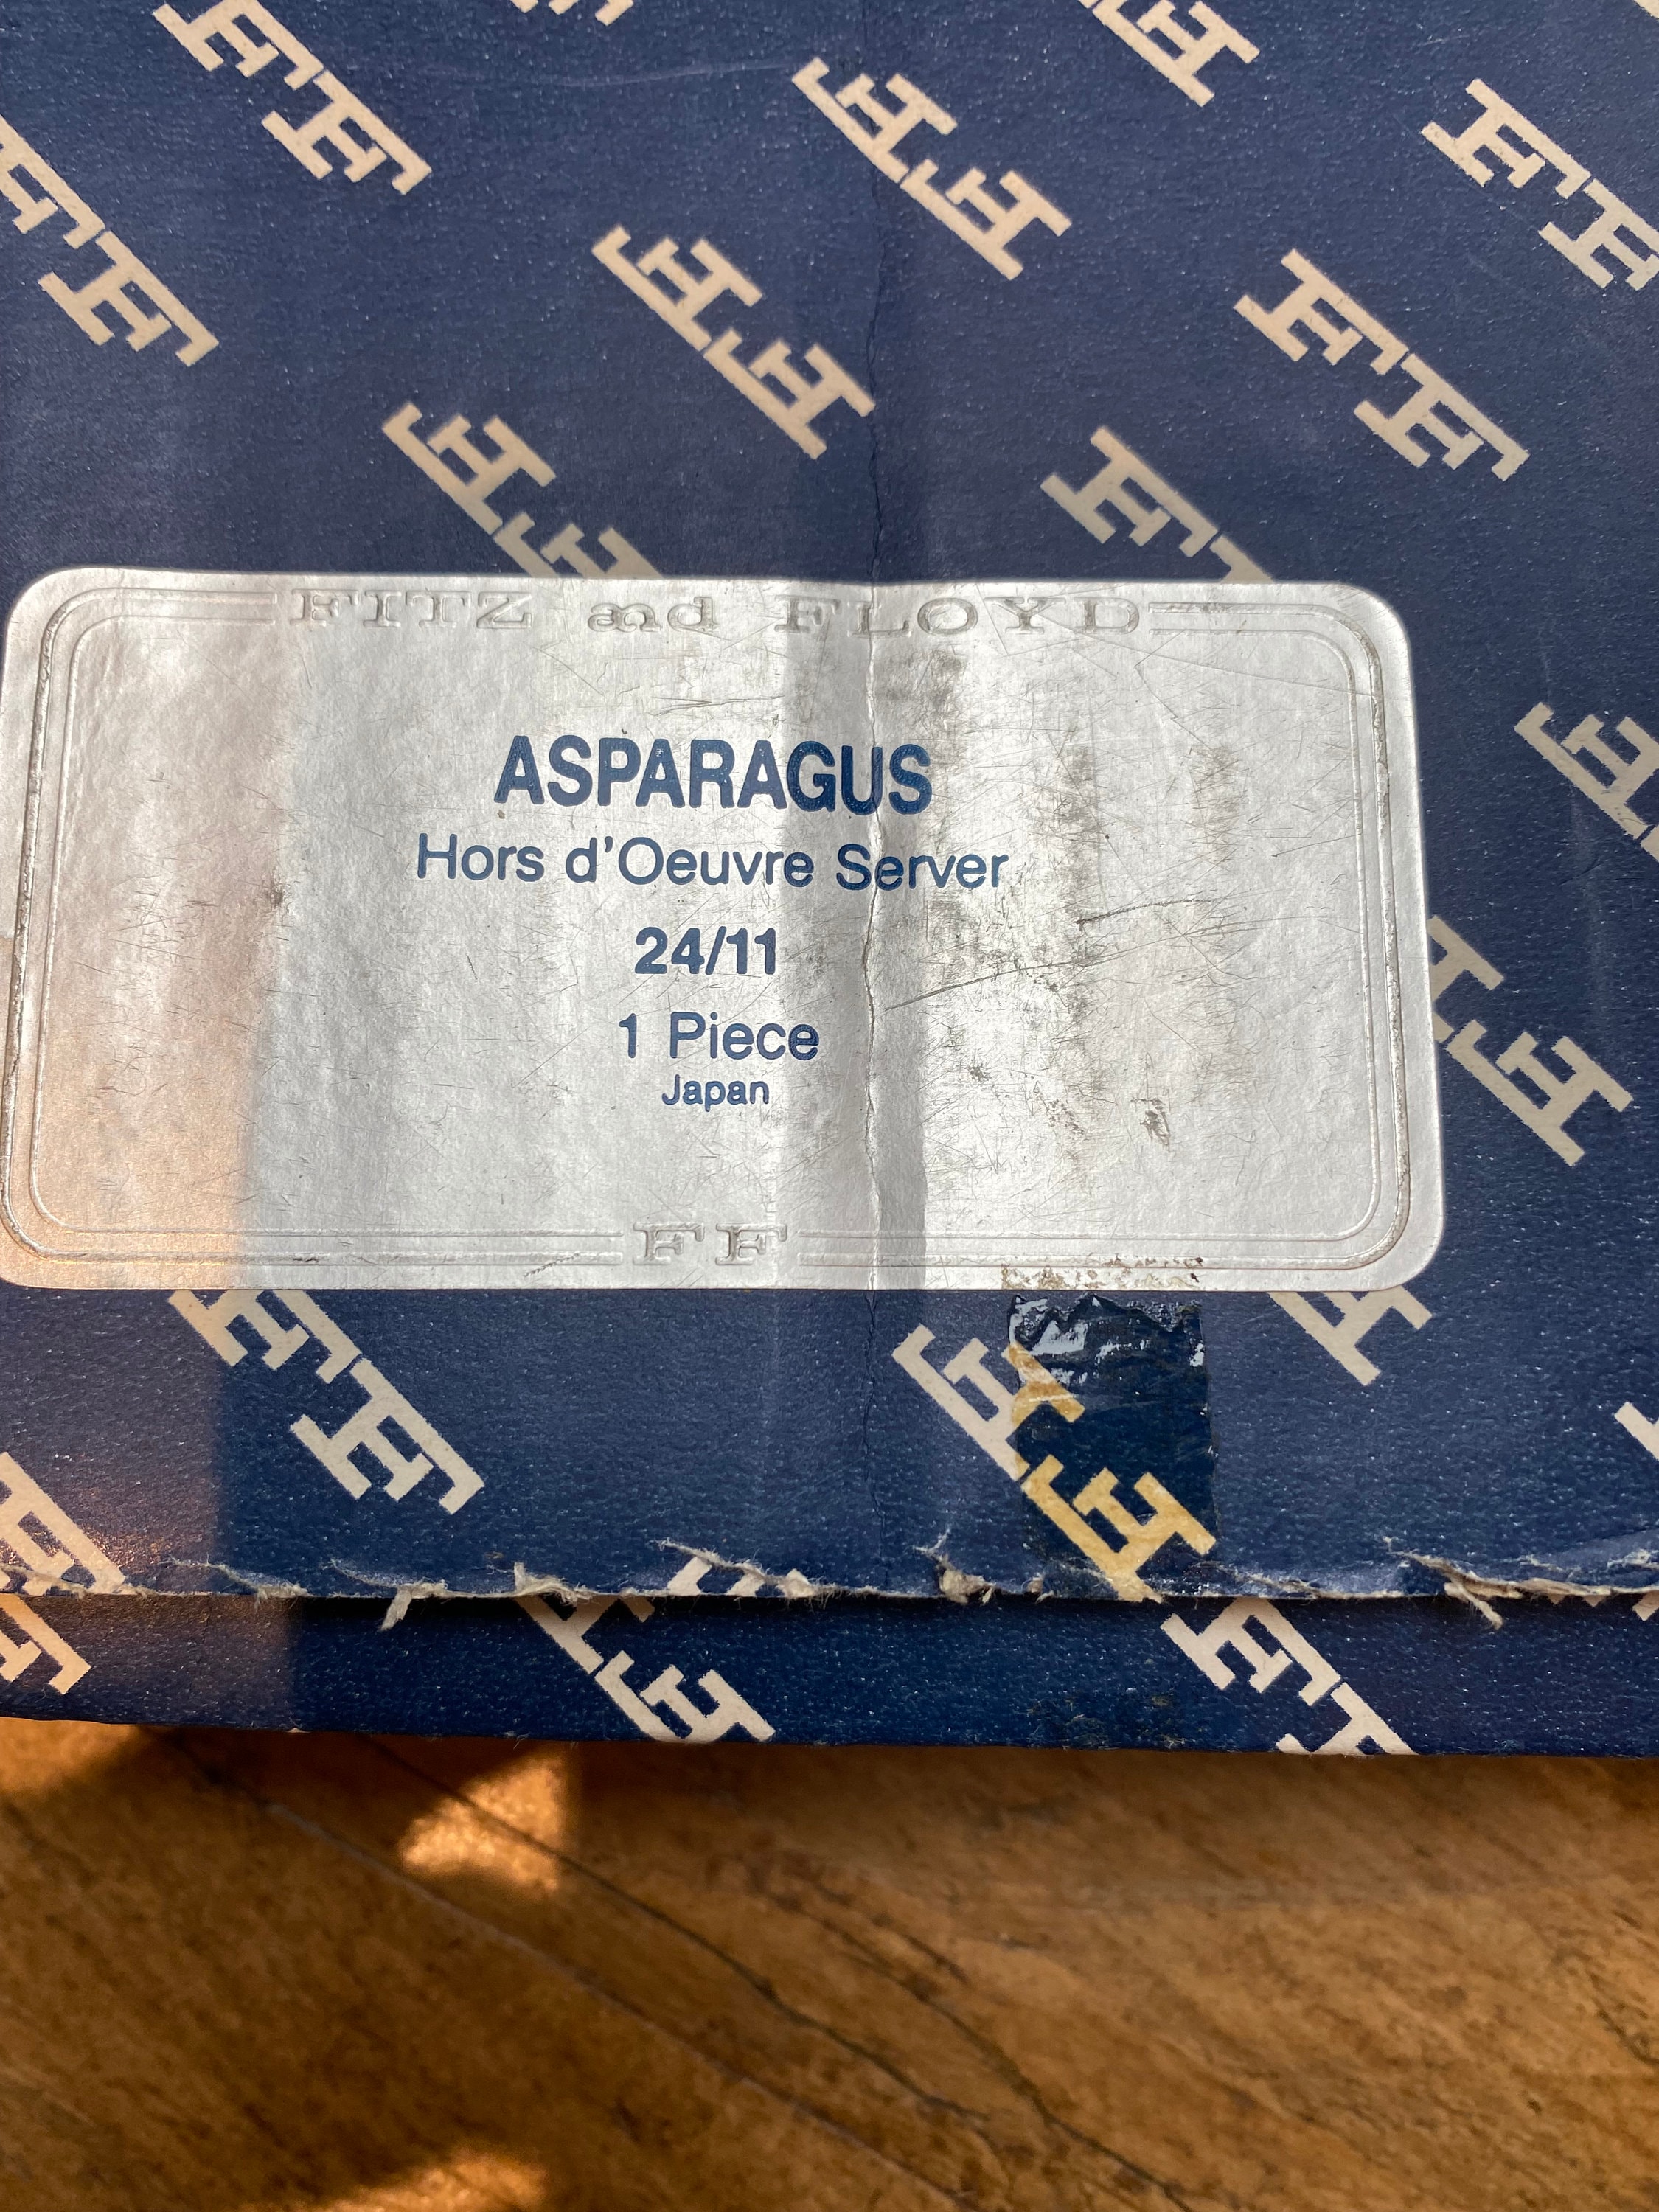 FITZ and FLOYD
ASPARAGUS
Hors d'Oeuvre Server
24/11
1 Piece
Japan
FF